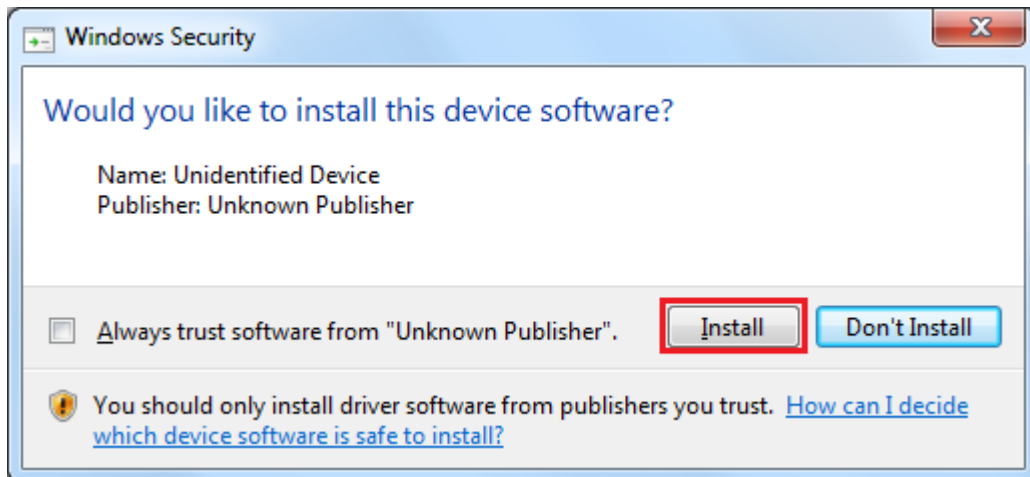 Windows Security
Would you like to install this device software?
Name: Unidentified Device
Publisher: Unknown Publisher
Always trust software from "Unknown Publisher".
Install
Don't Install
You should only install driver software from publishers you trust. How can I decide
which device software is safe to install?